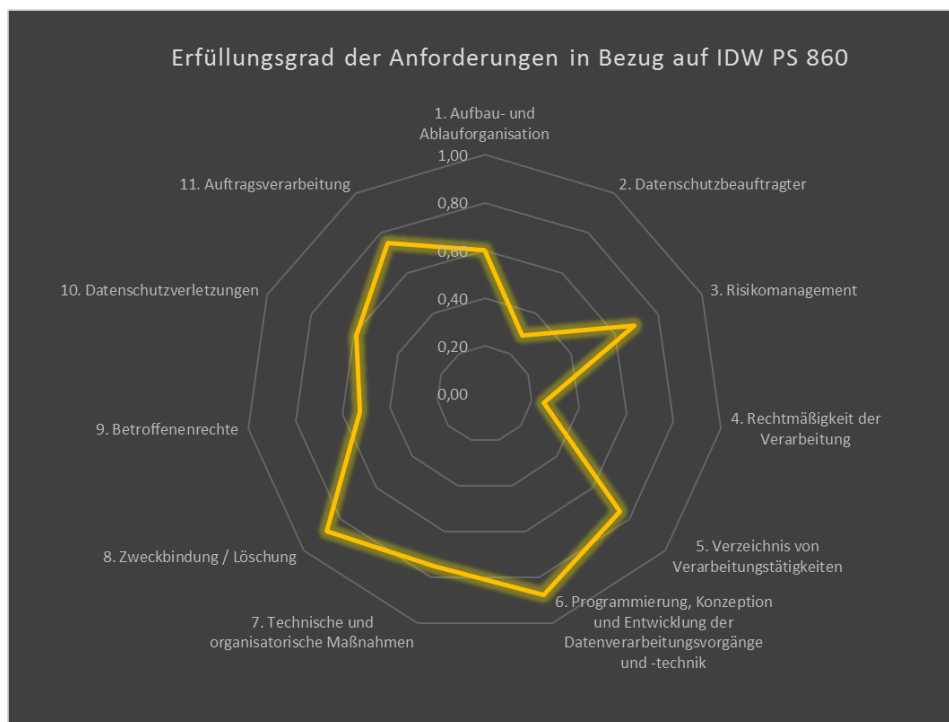 Erfüllungsgrad der Anforderungen in Bezug auf IDW PS 860
1. Aufbau- und
Ablauforganisation
1,00
11. Auftragsverarbeitung
2. Datenschutzbeauftragter
0,80
0,60
10. Datenschutzverletzungen
3. Risikomanagement
0,40
0,20
0,00
4. Rechtmäßigkeit der
Verarbeitung
9. Betroffenenrechte
5. Verzeichnis von
Verarbeitungstätigkeiten
8. Zweckbindung / Löschung
6. Programmierung, Konzeption
und Entwicklung der
Datenverarbeitungsvorgänge
und -technik
7. Technische und
organisatorische Maßnahmen